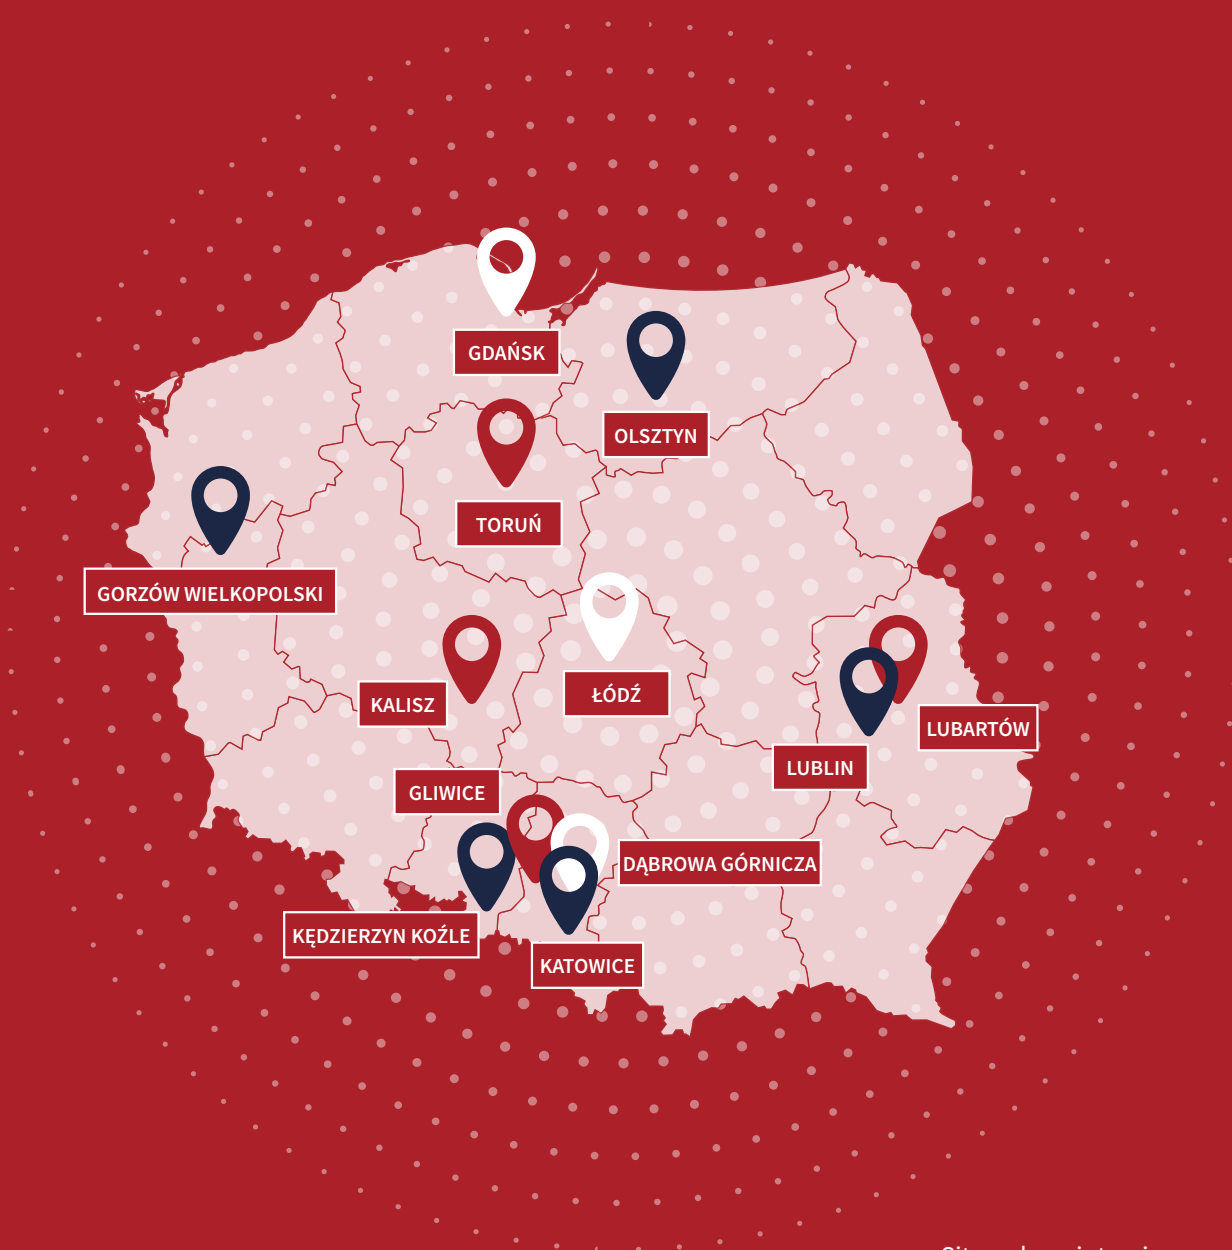 GDAŃSK
OLSZTYN
TORUŃ
GORZÓW WIELKOPOLSKI
KALISZ
ŁÓDŹ
LUBARTÓW
LUBLIN
GLIWICE
DĄBROWA GÓRNICZA
KĘDZIERZYN KOŹLE
KATOWICE